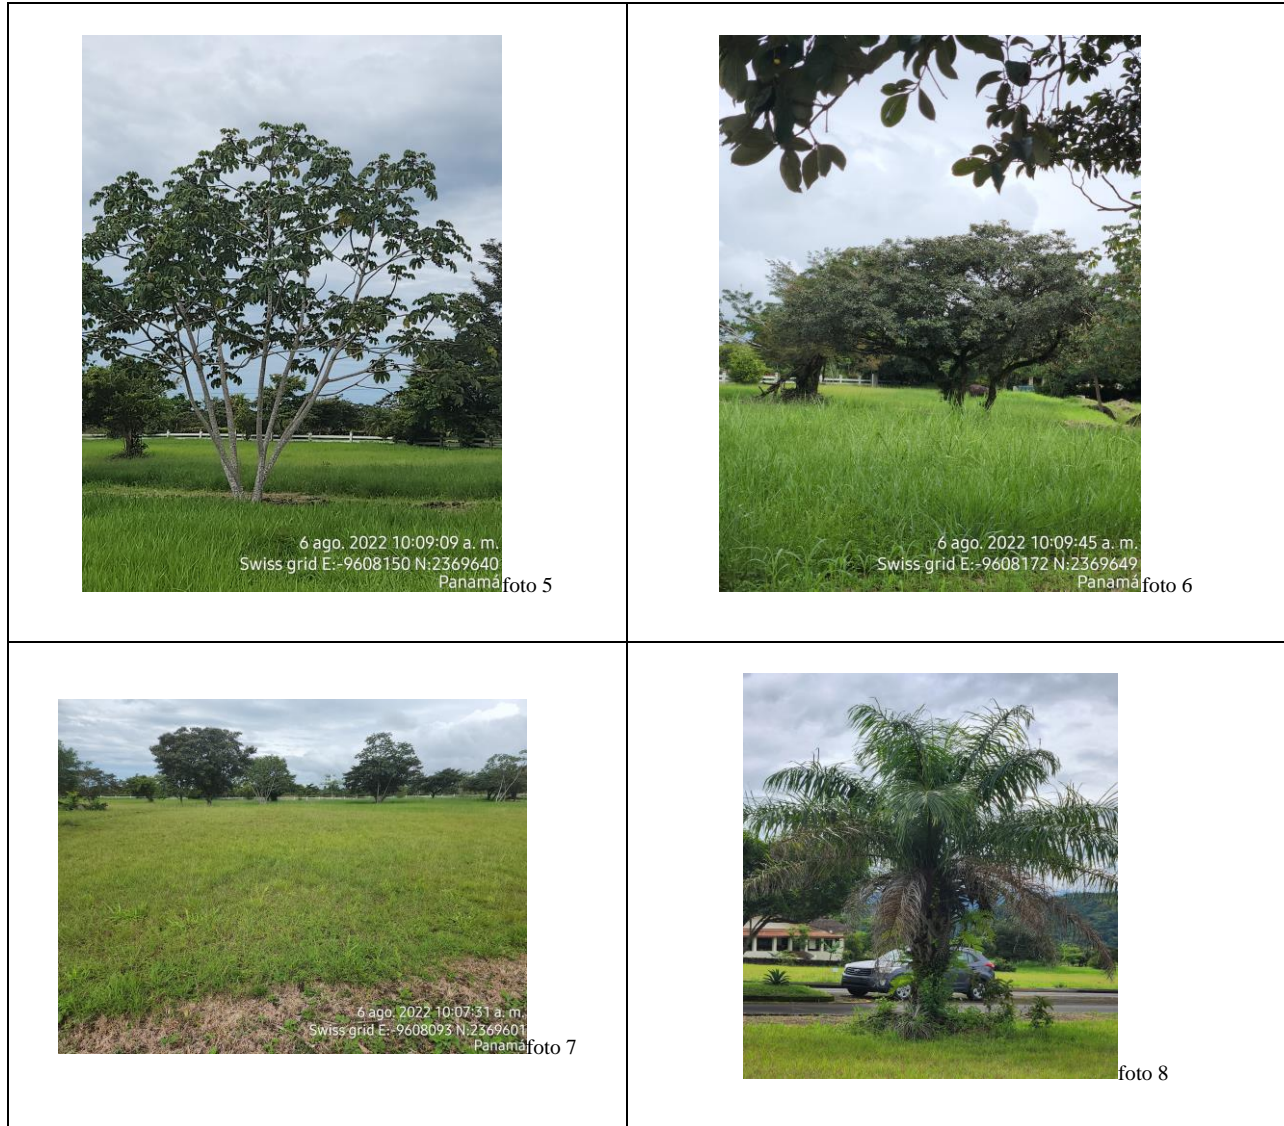 6 ago. 2022 10:09:09 a. m.
Swiss grid E:-9608150 N:2369640
Panamá foto 5
6 ago. 2022 10:09:45 a. m.
Swiss grid E:-9608172 N:2369649
Panamá foto 6
6 ago. 2022 10:07:31 a. m.
Swiss grid E:-9608093 N:2369601
Panamá foto 7
foto 8